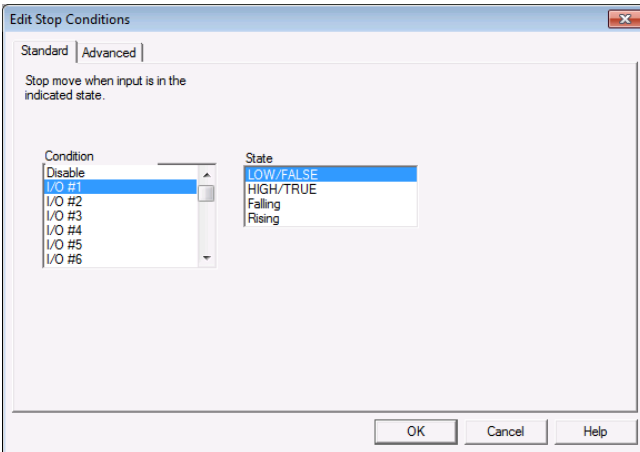 Edit Stop Conditions
Standard
Advanced
Stop move when input is in the
indicated state.
Condition
Disable
I/O #1
I/O #2
I/O #3
I/O #4
I/O #5
I/O #6
State
LOW/FALSE
HIGH/TRUE
Falling
Rising
OK
Cancel
Help